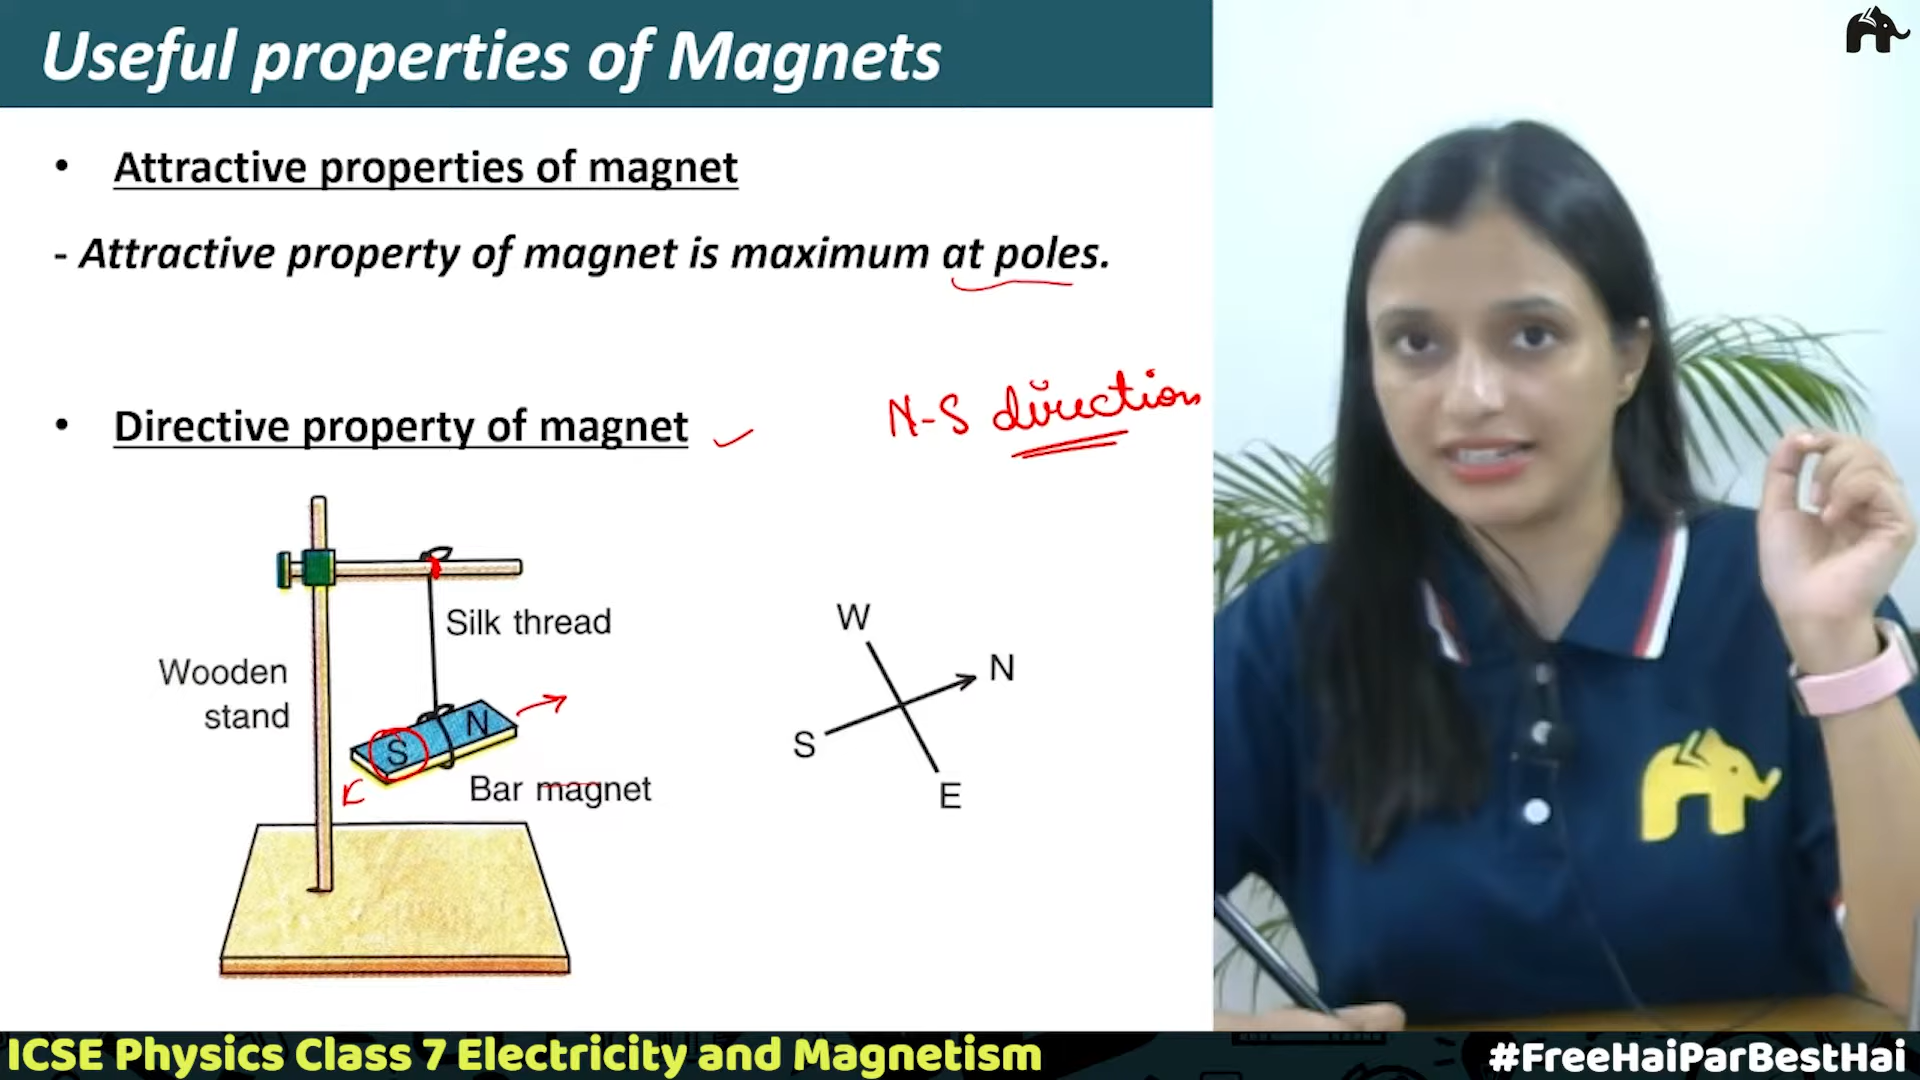 Useful properties of Magnets
• Attractive properties of magnet
- Attractive property of magnet is maximum at poles.
• Directive property of magnet
N-S direction
Silk thread
Wooden
stand
S N
Bar magnet
W
N
S
E
ICSE Physics Class 7 Electricity and Magnetism
#FreeHaiParBestHai